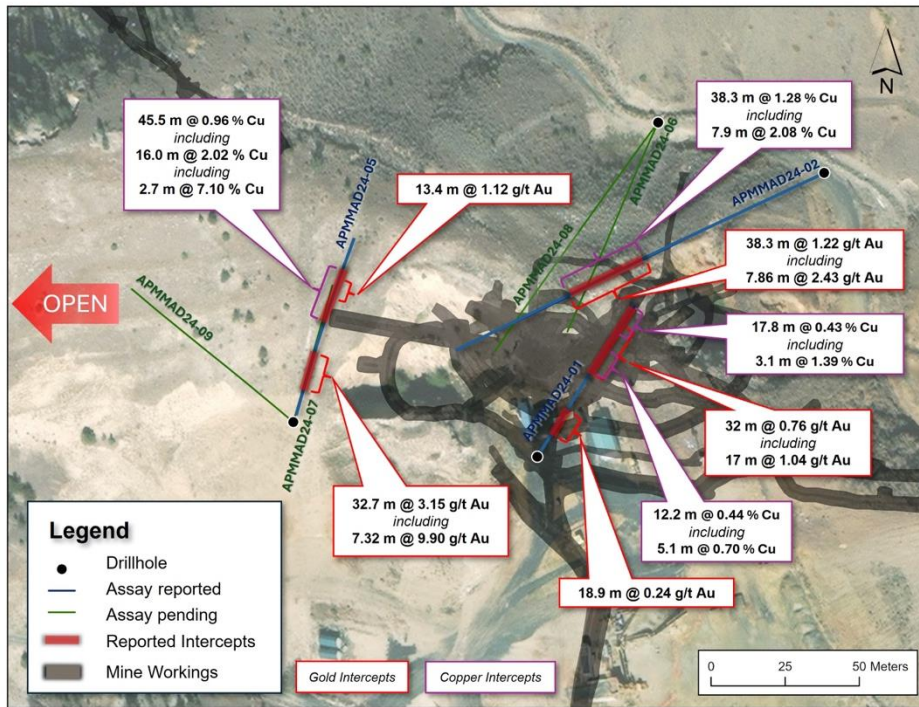 N
45.5 m @ 0.96 % Cu
including
16.0 m @ 2.02 % Cu
including
2.7 m @ 7.10 % Cu
APMMAD24-05
13.4 m @ 1.12 g/t Au
38.3 m @ 1.28 % Cu
including
7.9 m @ 2.08 % Cu
APMMAD24-06
APMMAD24-02
APMMAD24-08
38.3 m @ 1.22 g/t Au
including
7.86 m @ 2.43 g/t Au
OPEN
APMMAD24-09
17.8 m @ 0.43 % Cu
including
3.1 m @ 1.39 % Cu
APMMAD24-01
APMMAD24-07
32 m @ 0.76 g/t Au
including
17 m @ 1.04 g/t Au
32.7 m @ 3.15 g/t Au
including
7.32 m @ 9.90 g/t Au
12.2 m @ 0.44 % Cu
including
5.1 m @ 0.70 % Cu
18.9 m @ 0.24 g/t Au
Legend
Drillhole
Assay reported
Assay pending
Reported Intercepts
Mine Workings
Gold Intercepts
Copper Intercepts
0 25 50 Meters